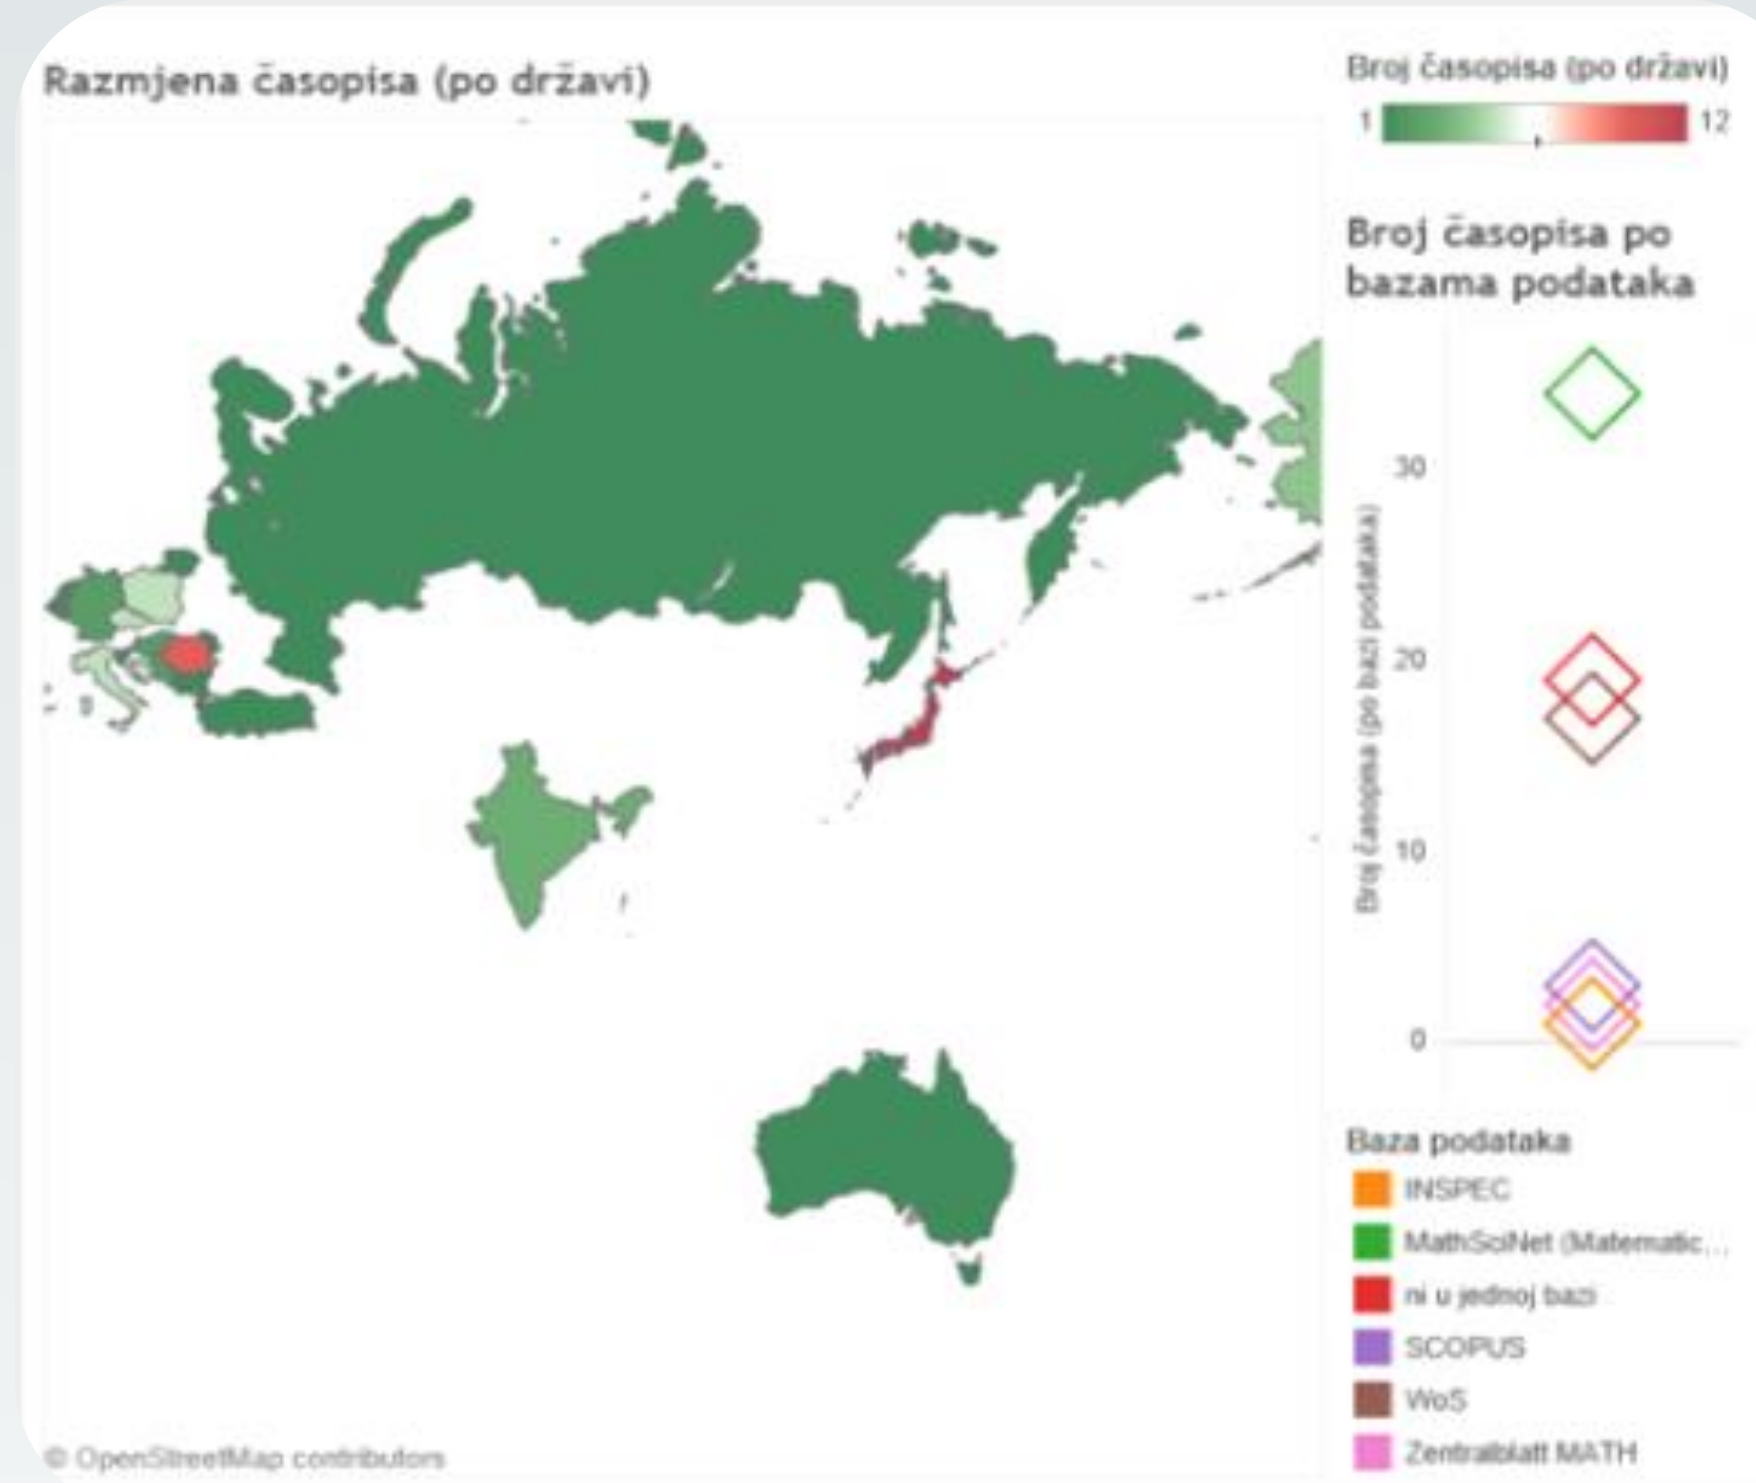 Razmjena časopisa (po državi)
Broj časopisa (po državi)
1
12
Broj časopisa po
bazama podataka
Broj časopisa (po bazi podataka)
30
20
10
0
Baza podataka
INSPEC
MathSciNet (Matematic...
ni u jednoj bazi
SCOPUS
WoS
Zentralblatt MATH
© OpenStreetMap contributors